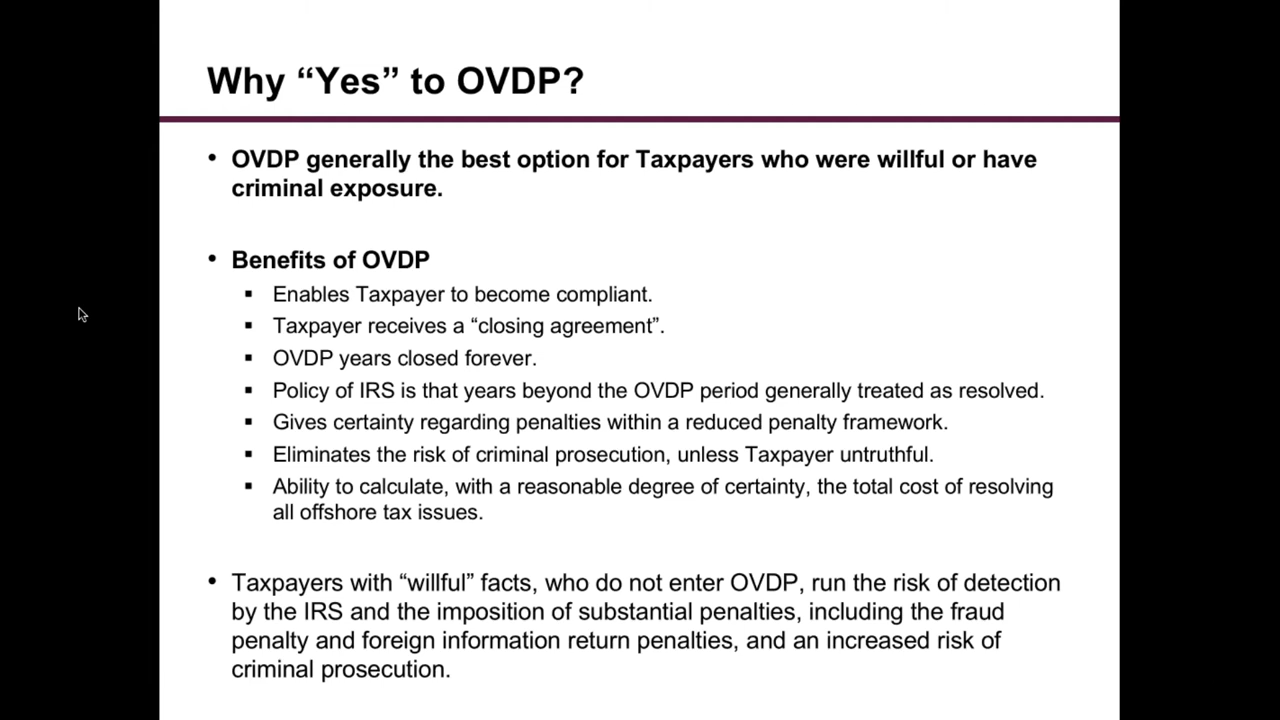 Why “Yes” to OVDP?
• OVDP generally the best option for Taxpayers who were willful or have
criminal exposure.
• Benefits of OVDP
▪ Enables Taxpayer to become compliant.
▪ Taxpayer receives a “closing agreement”.
▪ OVDP years closed forever.
▪ Policy of IRS is that years beyond the OVDP period generally treated as resolved.
▪ Gives certainty regarding penalties within a reduced penalty framework.
▪ Eliminates the risk of criminal prosecution, unless Taxpayer untruthful.
▪ Ability to calculate, with a reasonable degree of certainty, the total cost of resolving
all offshore tax issues.
• Taxpayers with “willful” facts, who do not enter OVDP, run the risk of detection
by the IRS and the imposition of substantial penalties, including the fraud
penalty and foreign information return penalties, and an increased risk of
criminal prosecution.